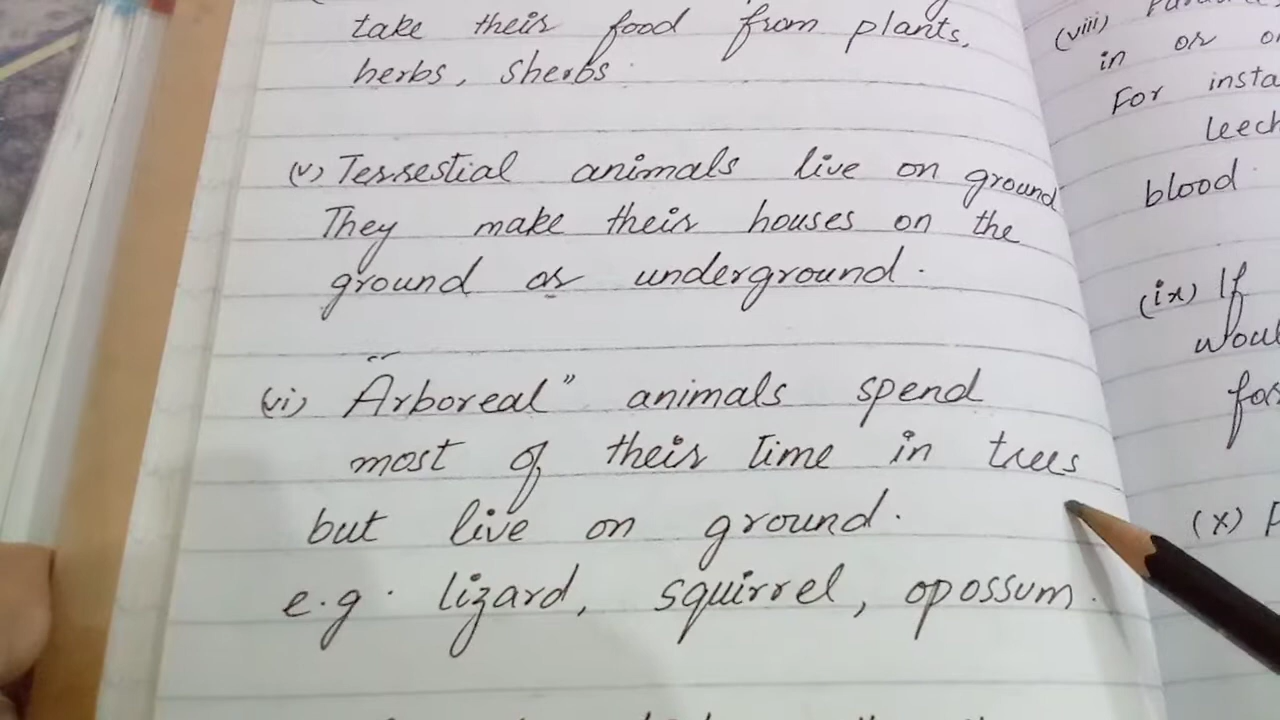 take their food from plants,
herbs, sherbs.
(v) Terrestial animals live on ground
They make their houses on the
ground or underground.
(vi) "Arboreal" animals spend
most of their time in trees
but live on ground.
e.g. lizard, squirrel, opossum.
(viii)
in or
For insta
leech
blood.
(ix) If
woul
for
(x)